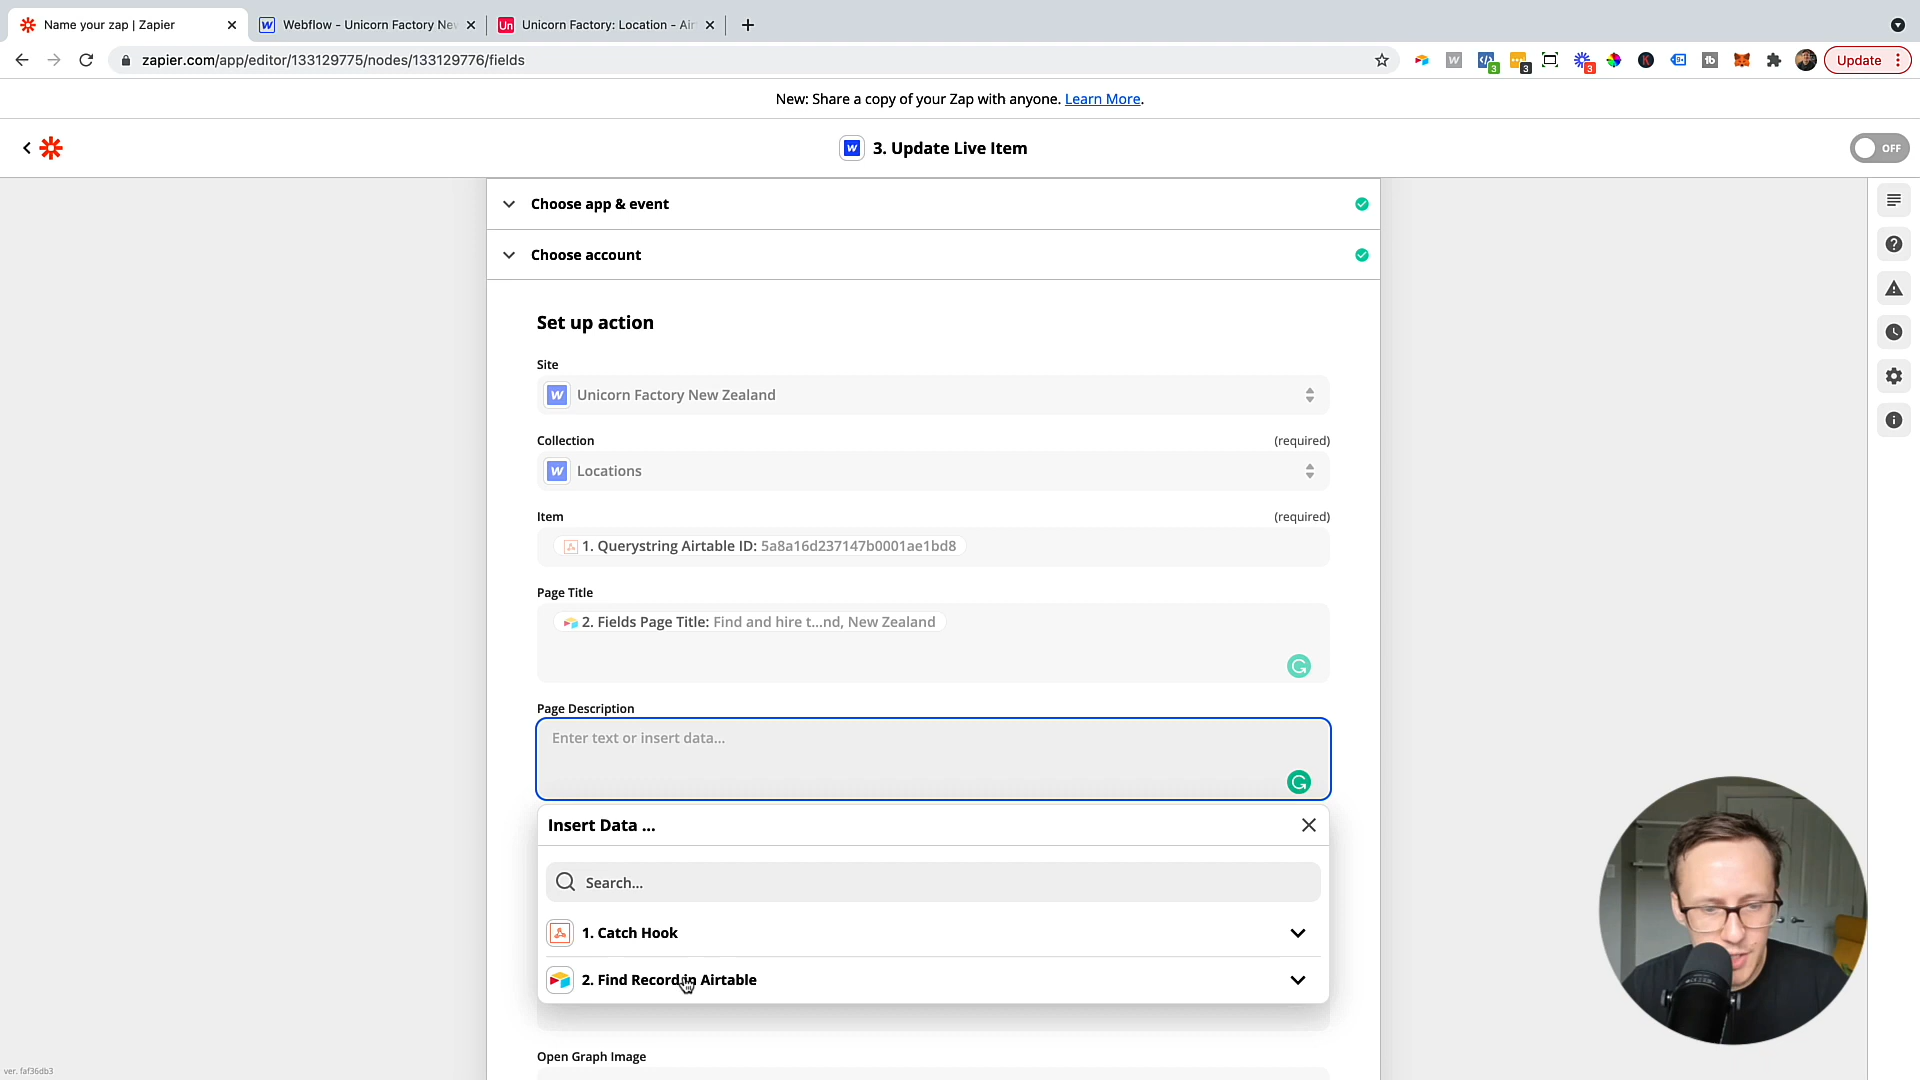 Name your zap | Zapier
Webflow - Unicorn Factory Nev
Un
Unicorn Factory: Location - Air
zapier.com/app/editor/133129775/nodes/133129776/fields
Update
New: Share a copy of your Zap with anyone. Learn More.
3. Update Live Item
OFF
Choose app & event
Choose account
Set up action
Site
Unicorn Factory New Zealand
Collection
(required)
Locations
Item
(required)
1. Querystring Airtable ID: 5a8a16d237147b0001ae1bd8
Page Title
2. Fields Page Title: Find and hire t...nd, New Zealand
Page Description
Enter text or insert data...
Insert Data ...
Search...
1. Catch Hook
2. Find Record in Airtable
Open Graph Image
ver. faf36db3